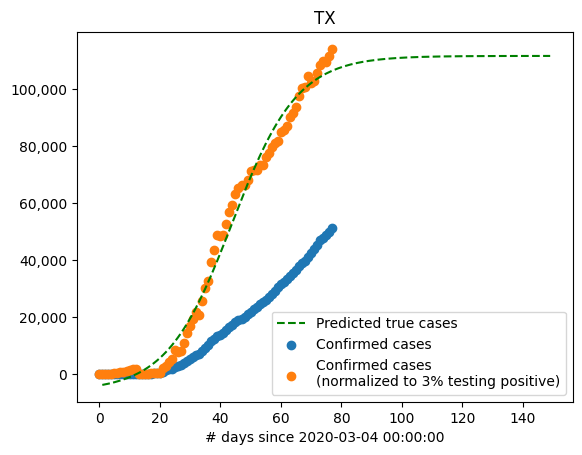 TX
100,000
80,000
60,000
40,000
20,000
0
0 20 40 60 80 100 120 140
# days since 2020-03-04 00:00:00
Predicted true cases
Confirmed cases
Confirmed cases
(normalized to 3% testing positive)